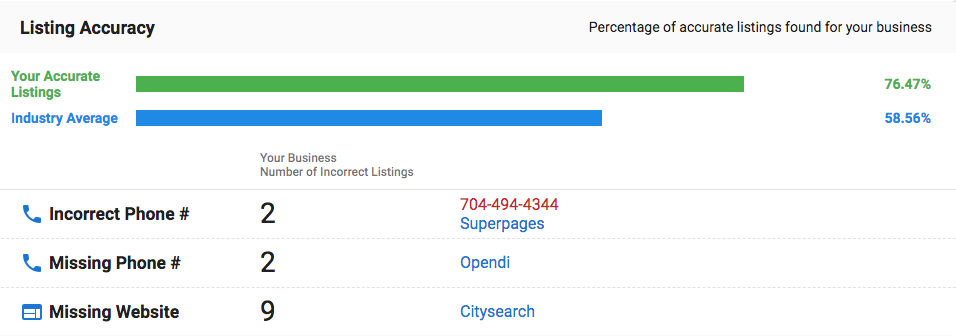 Listing Accuracy
Percentage of accurate listings found for your business
Your Accurate
Listings
76.47%
Industry Average
58.56%
Your Business
Number of Incorrect Listings
Incorrect Phone #
2
704-494-4344
Superpages
Missing Phone #
2
Opendi
Missing Website
9
Citysearch